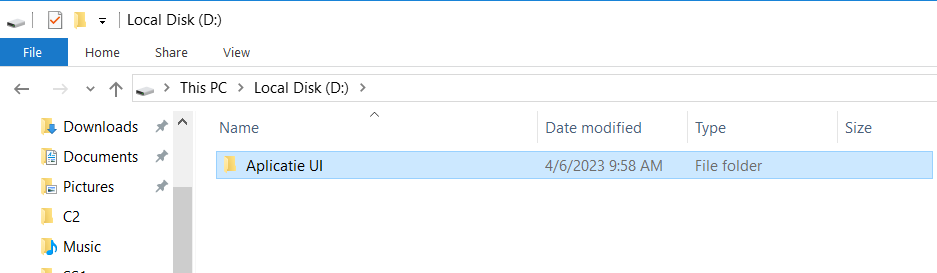 Local Disk (D:)
File Home Share View
This PC Local Disk (D:)
Name Date modified Type Size
Downloads
Documents
Pictures
C2
Music
Aplicatie UI 4/6/2023 9:58 AM File folder